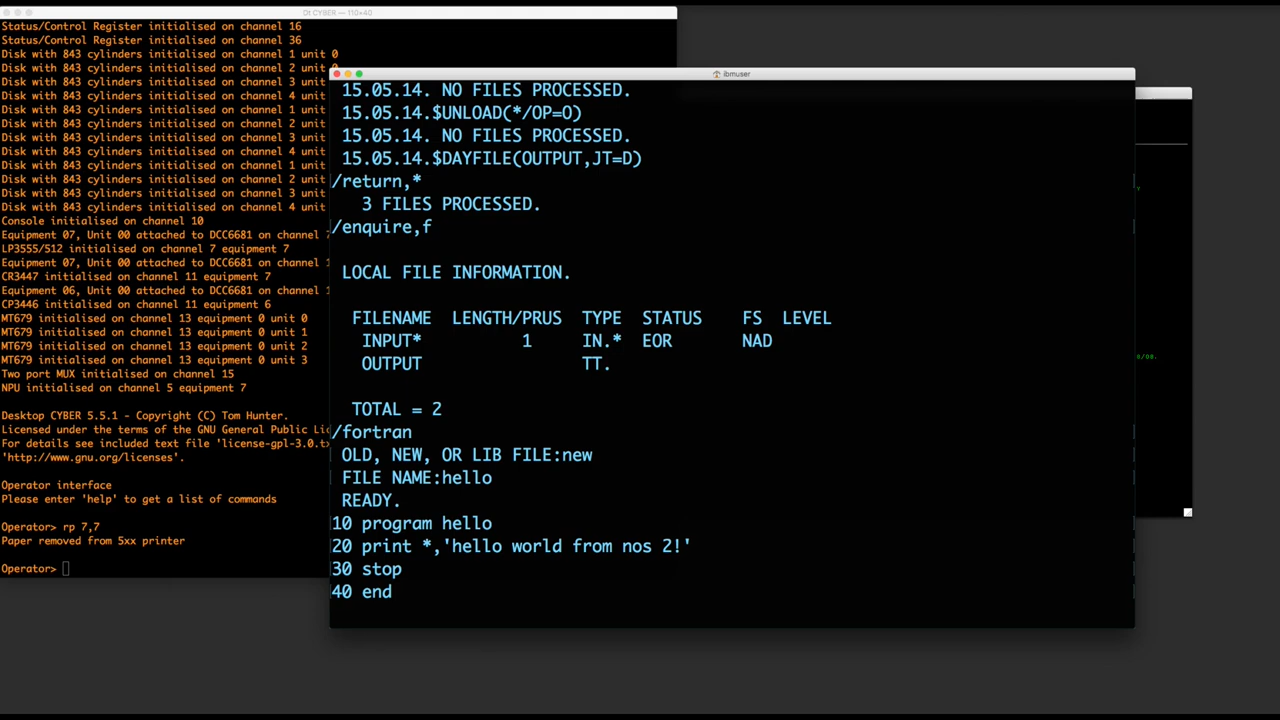 Dt CYBER — 110×40
Status/Control Register initialised on channel 16
Status/Control Register initialised on channel 36
Disk with 843 cylinders initialised on channel 1 unit 0
Disk with 843 cylinders initialised on channel 2 unit 0
Disk with 843 cylinders initialised on channel 3 unit
Disk with 843 cylinders initialised on channel 4 unit
Disk with 843 cylinders initialised on channel 1 unit
Disk with 843 cylinders initialised on channel 2 unit
Disk with 843 cylinders initialised on channel 3 unit
Disk with 843 cylinders initialised on channel 4 unit
Disk with 843 cylinders initialised on channel 1 unit
Disk with 843 cylinders initialised on channel 2 unit
Disk with 843 cylinders initialised on channel 3 unit
Disk with 843 cylinders initialised on channel 4 unit
Console initialised on channel 10
Equipment 07, Unit 00 attached to DCC6681 on channel 7
LP3555/512 initialised on channel 7 equipment 7
Equipment 07, Unit 00 attached to DCC6681 on channel 1
CR3447 initialised on channel 11 equipment 7
Equipment 06, Unit 00 attached to DCC6681 on channel 1
CP3446 initialised on channel 11 equipment 6
MT679 initialised on channel 13 equipment 0 unit 0
MT679 initialised on channel 13 equipment 0 unit 1
MT679 initialised on channel 13 equipment 0 unit 2
MT679 initialised on channel 13 equipment 0 unit 3
Two port MUX initialised on channel 15
NPU initialised on channel 5 equipment 7
Desktop CYBER 5.5.1 - Copyright (C) Tom Hunter.
Licensed under the terms of the GNU General Public Lic
For details see included text file 'license-gpl-3.0.tx
'http://www.gnu.org/licenses'.
Operator interface
Please enter 'help' to get a list of commands
Operator> rp 7,7
Paper removed from 5xx printer
Operator>
ibmuser
15.05.14. NO FILES PROCESSED.
15.05.14.$UNLOAD(*/OP=O)
15.05.14. NO FILES PROCESSED.
15.05.14.$DAYFILE(OUTPUT,JT=D)
/return,*
3 FILES PROCESSED.
/enquire,f
LOCAL FILE INFORMATION.
FILENAME LENGTH/PRUS TYPE STATUS FS LEVEL
INPUT* 1 IN.* EOR NAD
OUTPUT TT.
TOTAL = 2
/fortran
OLD, NEW, OR LIB FILE:new
FILE NAME:hello
READY.
10 program hello
20 print *,'hello world from nos 2!'
30 stop
40 end